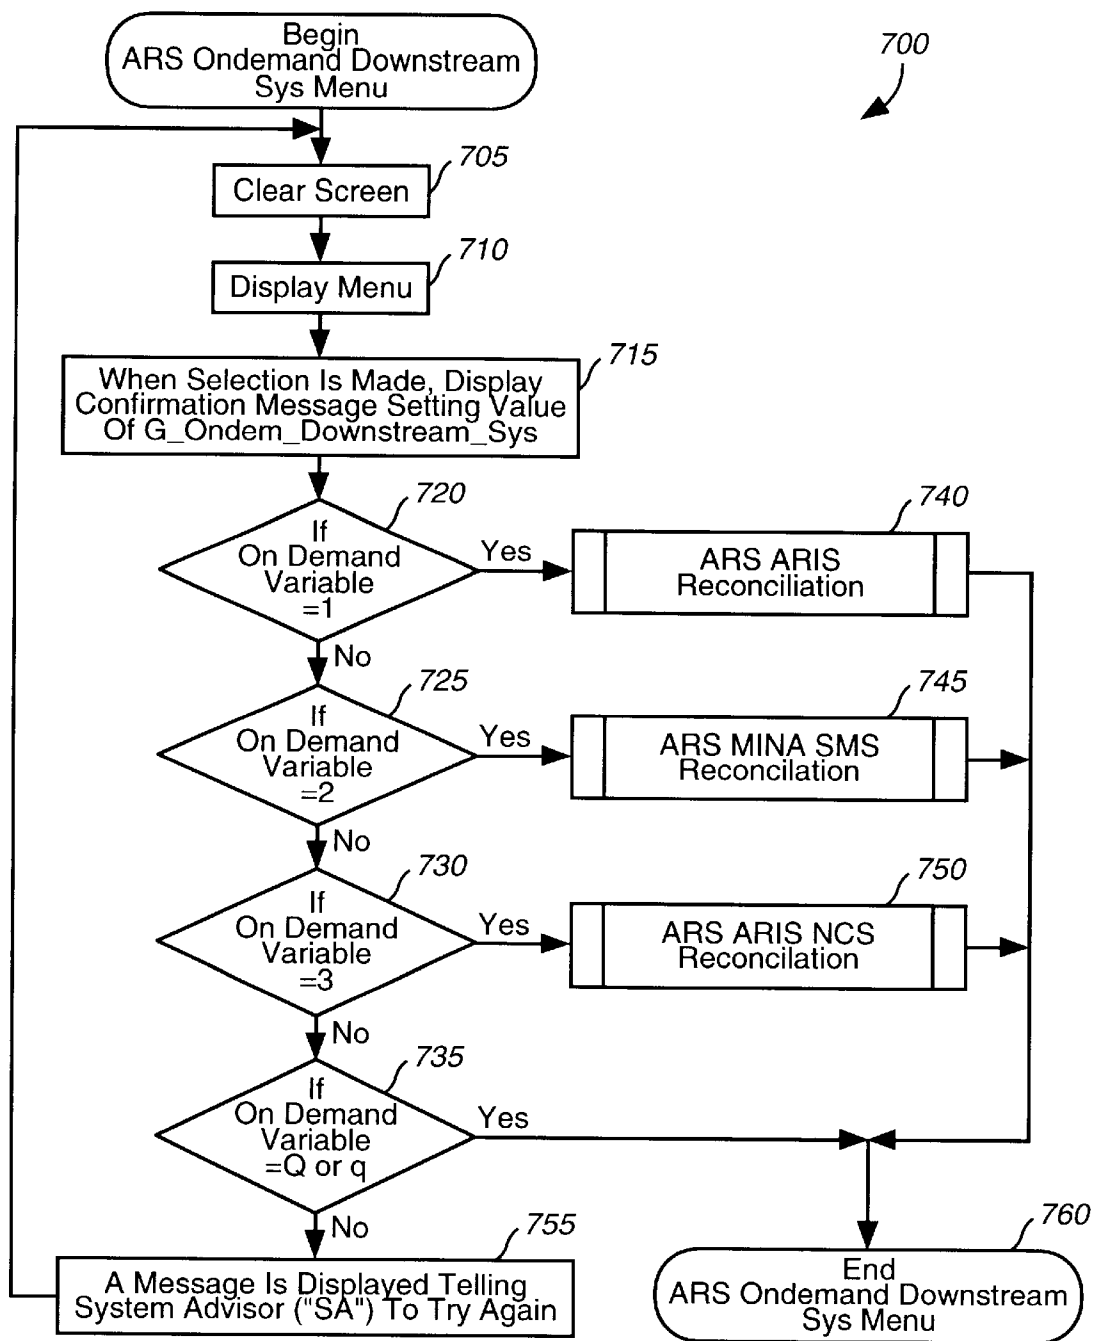 Begin
ARS Ondemand Downstream
Sys Menu
700
705
Clear Screen
710
Display Menu
715
When Selection Is Made, Display
Confirmation Message Setting Value
Of G_Ondem_Downstream_Sys
720
If
On Demand
Variable
=1
Yes
No
740
ARS ARIS
Reconciliation
725
If
On Demand
Variable
=2
Yes
No
745
ARS MINA SMS
Reconcilation
730
If
On Demand
Variable
=3
Yes
No
750
ARS ARIS NCS
Reconcilation
735
If
On Demand
Variable
=Q or q
Yes
No
755
A Message Is Displayed Telling
System Advisor ("SA") To Try Again
760
End
ARS Ondemand Downstream
Sys Menu